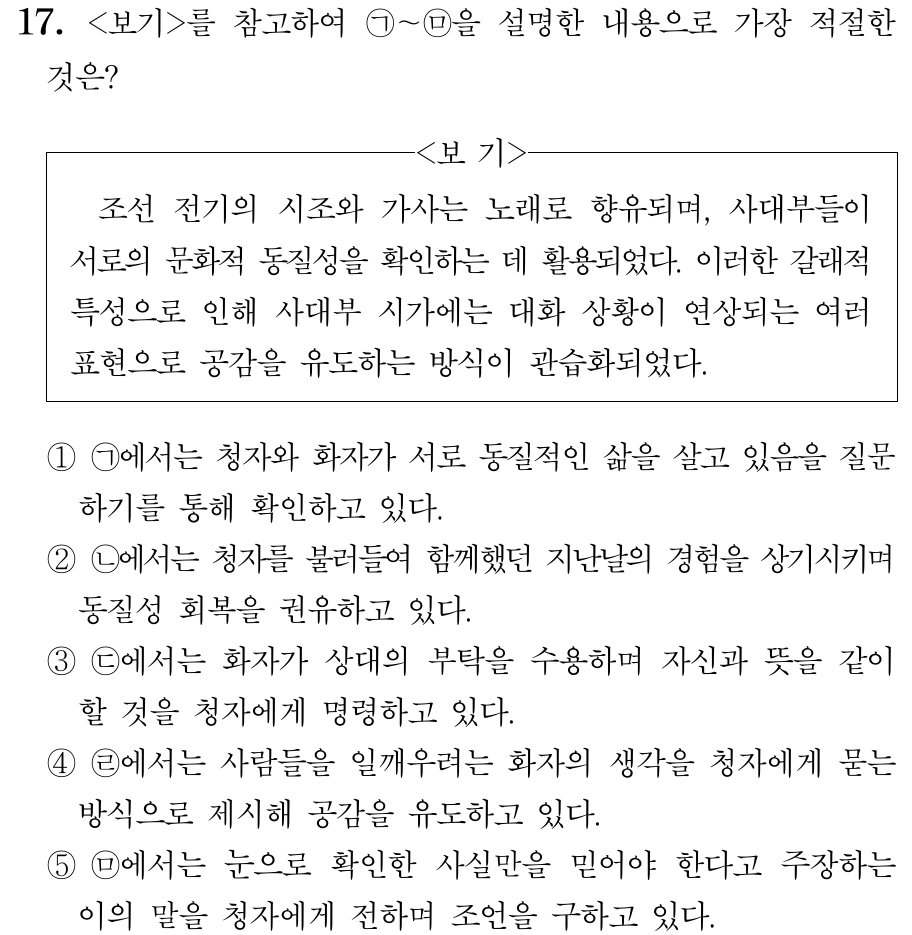 17. <보기>를 참고하여 ㉠~㉤을 설명한 내용으로 가장 적절한
것은?
<보 기>
조선 전기의 시조와 가사는 노래로 향유되며, 사대부들이
서로의 문화적 동질성을 확인하는 데 활용되었다. 이러한 갈래적
특성으로 인해 사대부 시가에는 대화 상황이 연상되는 여러
표현으로 공감을 유도하는 방식이 관습화되었다.
① ㉠에서는 청자와 화자가 서로 동질적인 삶을 살고 있음을 질문
하기를 통해 확인하고 있다.
② ㉡에서는 청자를 불러들여 함께했던 지난날의 경험을 상기시키며
동질성 회복을 권유하고 있다.
③ ㉢에서는 화자가 상대의 부탁을 수용하며 자신과 뜻을 같이
할 것을 청자에게 명령하고 있다.
④ ㉣에서는 사람들을 일깨우려는 화자의 생각을 청자에게 묻는
방식으로 제시해 공감을 유도하고 있다.
⑤ ㉤에서는 눈으로 확인한 사실만을 믿어야 한다고 주장하는
이의 말을 청자에게 전하며 조언을 구하고 있다.